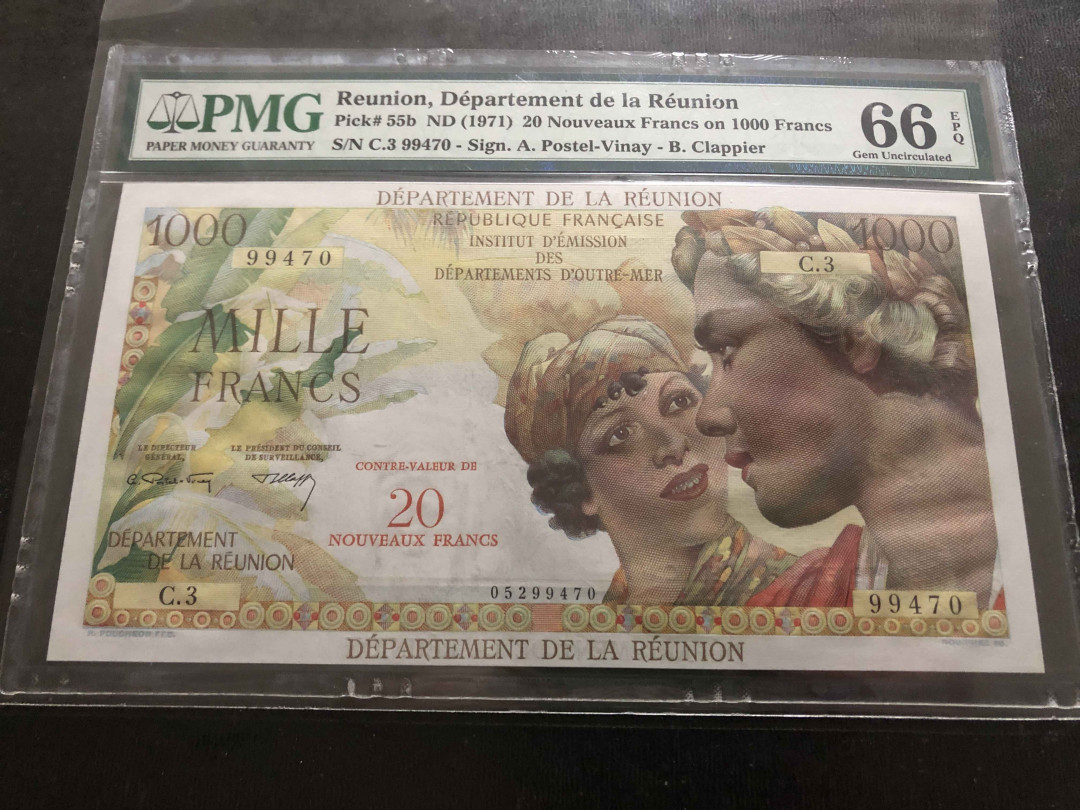 PMG
PAPER MONEY GUARANTY
Reunion, Département de la Réunion
Pick# 55b ND (1971) 20 Nouveaux Francs on 1000 Francs
S/N C.3 99470 - Sign. A. Postel-Vinay - B. Clappier
66 EPQ
Gem Uncirculated
DÉPARTEMENT DE LA RÉUNION
RÉPUBLIQUE FRANÇAISE
1000
1000
INSTITUT D'ÉMISSION
DES
DÉPARTEMENTS D'OUTRE-MER
99470
C.3
MILLE
FRANCS
LE DIRECTEUR
GÉNÉRAL,
LE PRÉSIDENT DU CONSEIL
DE SURVEILLANCE,
CONTRE-VALEUR DE
20
NOUVEAUX FRANCS
DÉPARTEMENT
DE LA RÉUNION
C.3
05299470
99470
DÉPARTEMENT DE LA RÉUNION